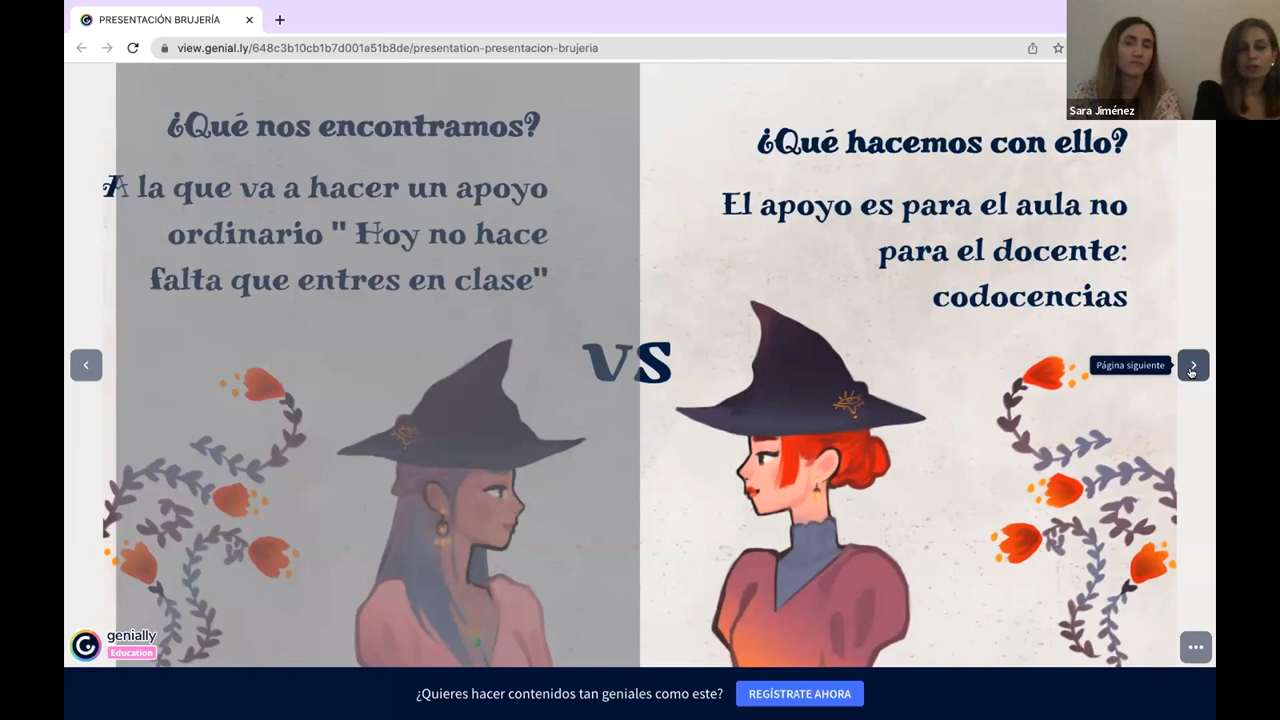 PRESENTACIÓN BRUJERÍA
view.genial.ly/648c3b10cb1b7d001a51b8de/presentation-presentacion-brujeria
Sara Jiménez
¿Qué nos encontramos?
A la que va a hacer un apoyo
ordinario " Hoy no hace
falta que entres en clase"
vs
¿Qué hacemos con ello?
El apoyo es para el aula no
para el docente:
codocencias
Página siguiente
genially
Education
¿Quieres hacer contenidos tan geniales como este?
REGÍSTRATE AHORA